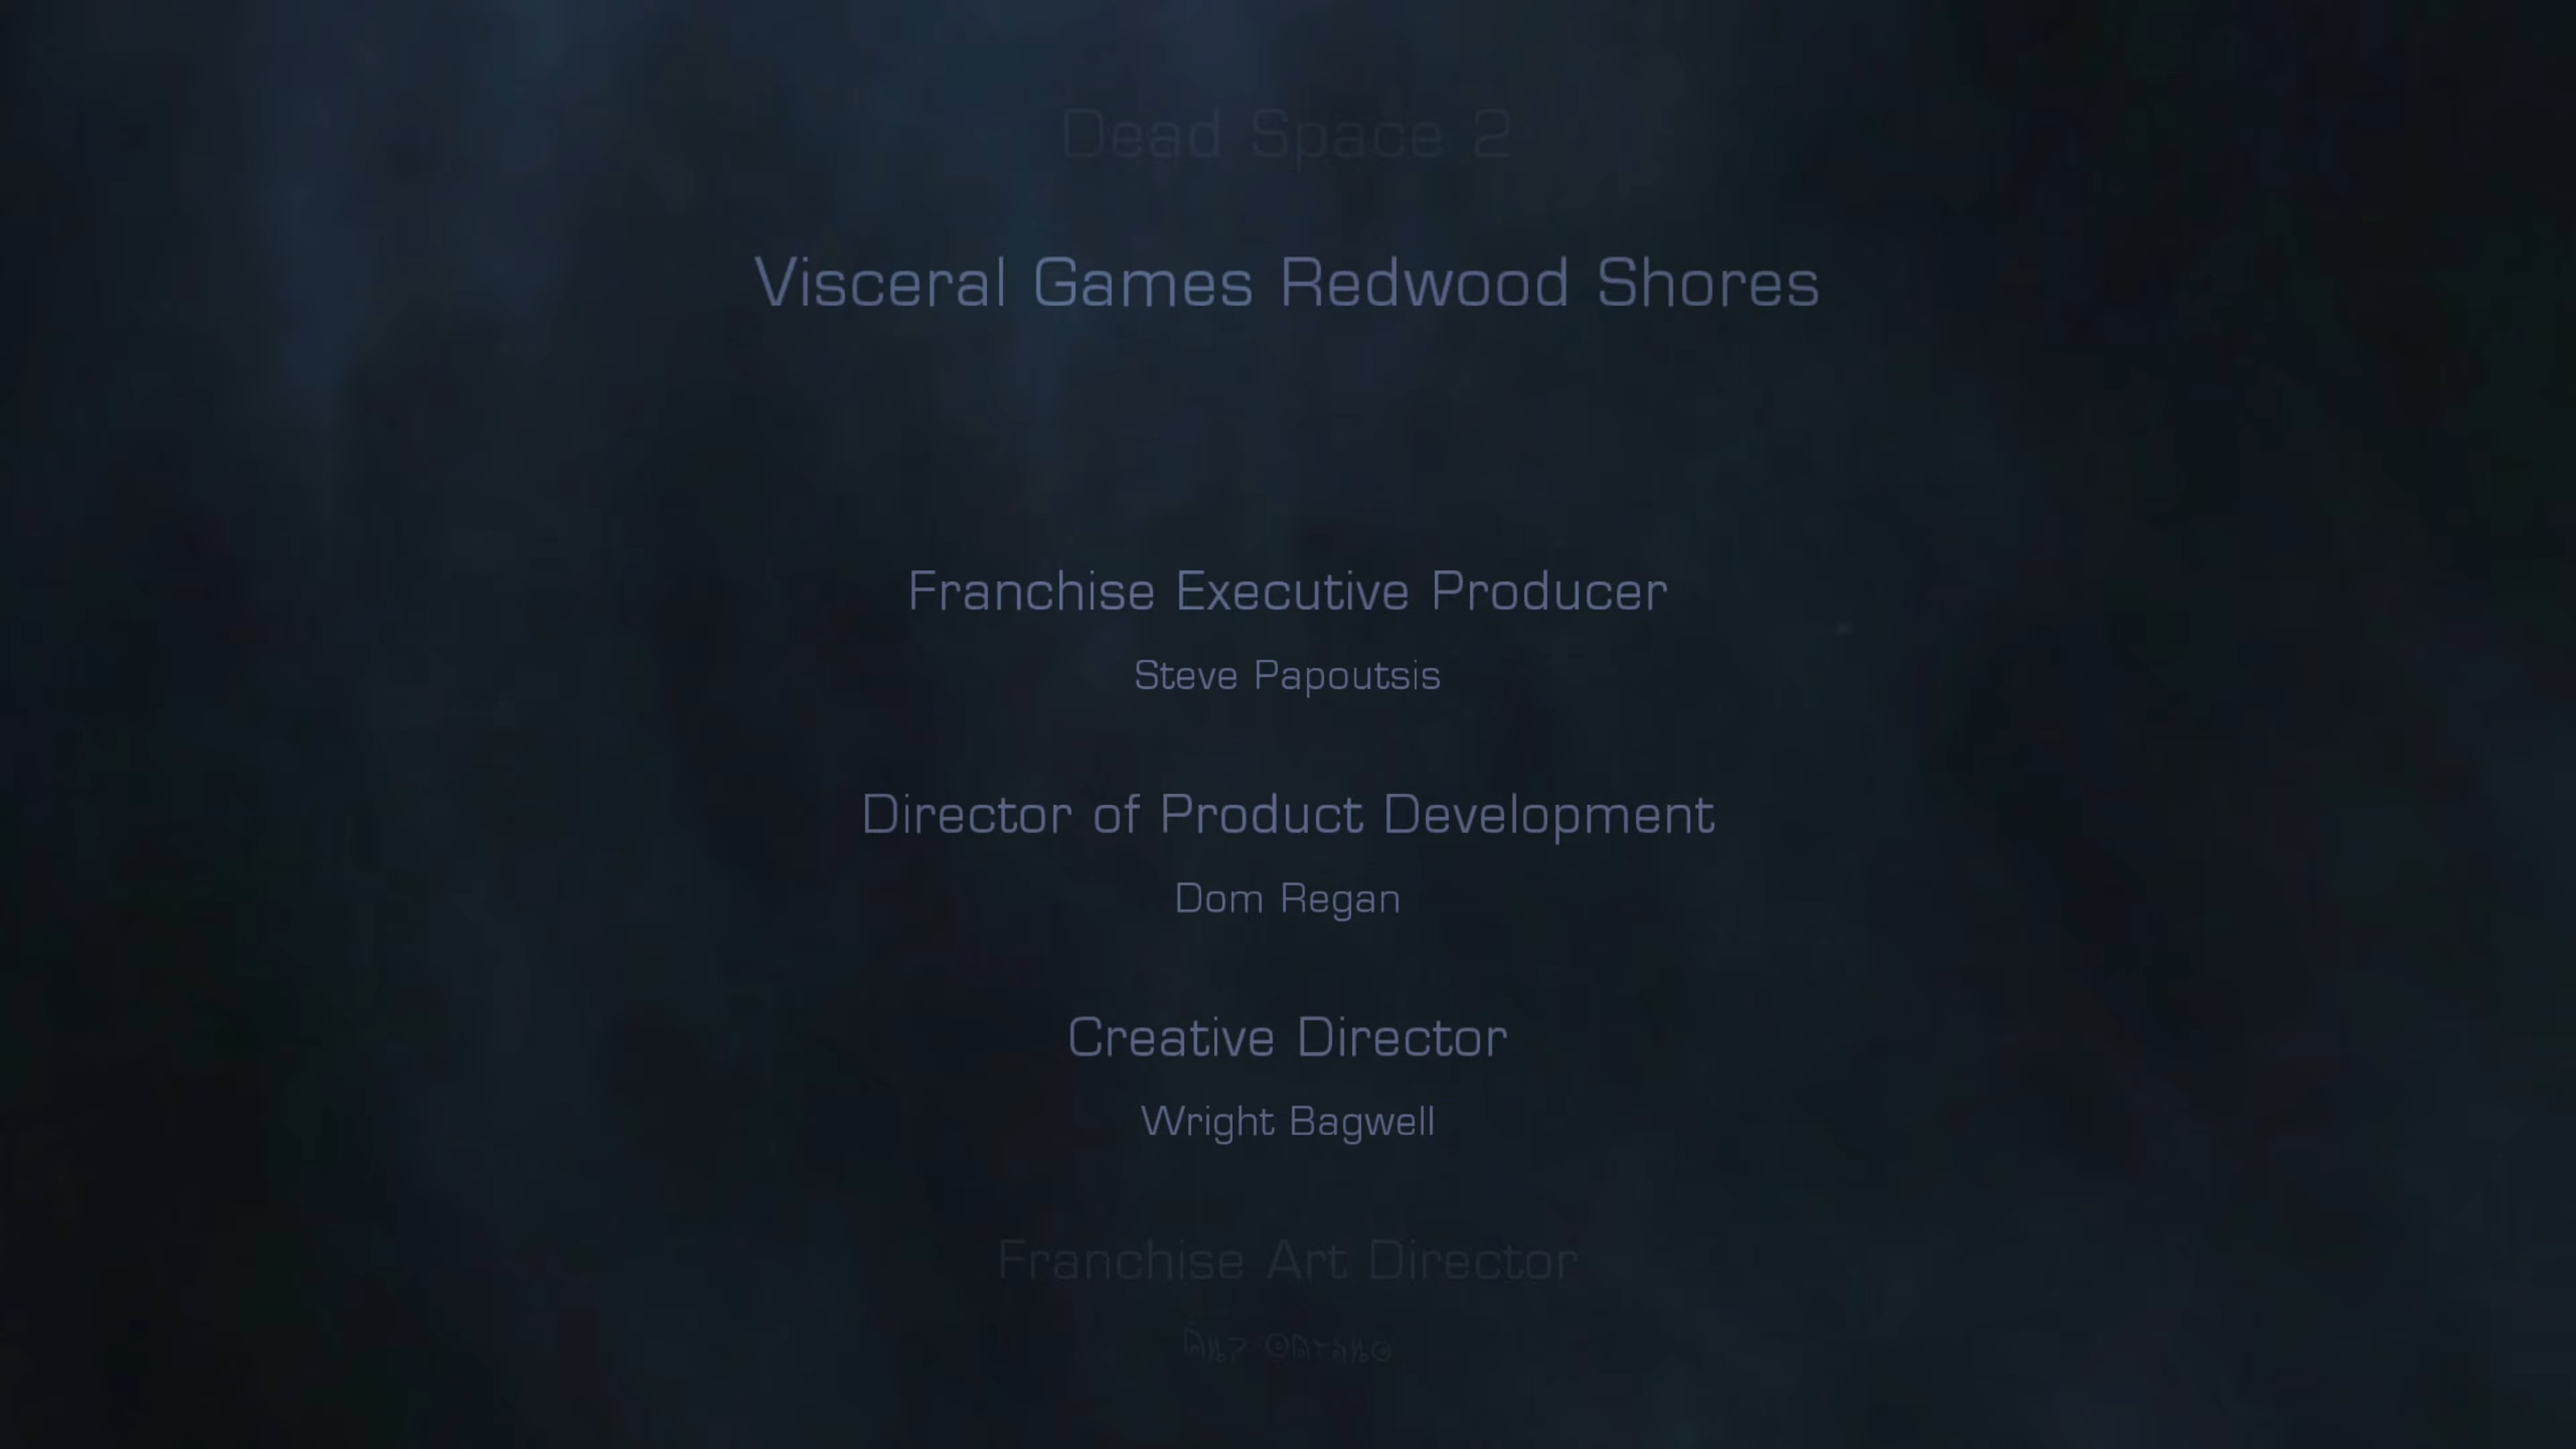 Dead Space 2
Visceral Games Redwood Shores
Franchise Executive Producer
Steve Papoutsis
Director of Product Development
Dom Regan
Creative Director
Wright Bagwell
Franchise Art Director